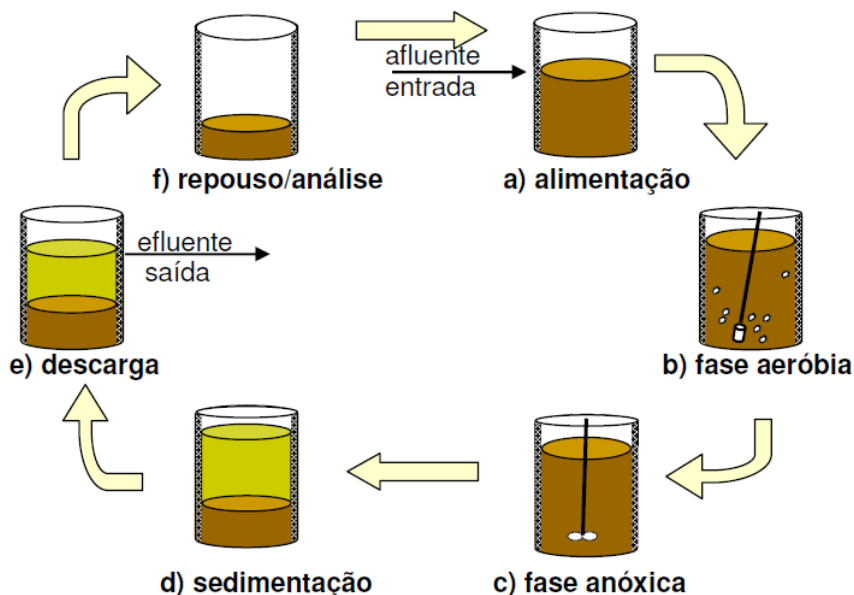 afluente
entrada
f) repouso/análise
a) alimentação
efluente
saída
e) descarga
b) fase aeróbia
d) sedimentação
c) fase anóxica